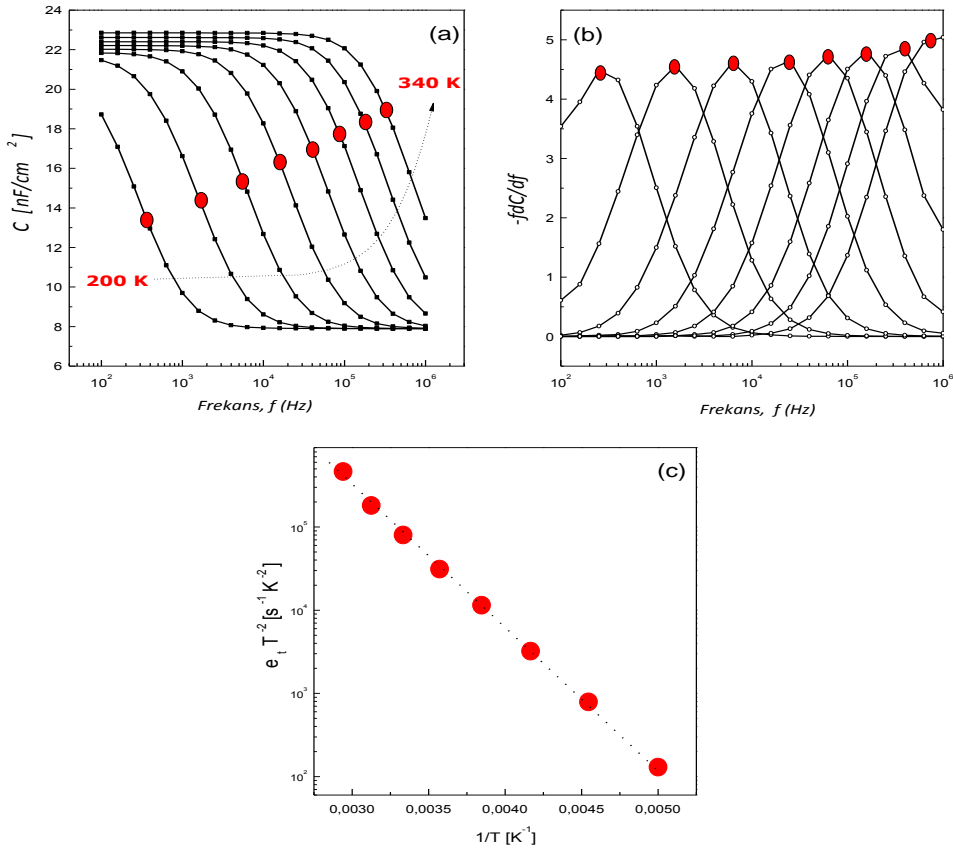 (a)
340 K
200 K
C [nF/cm²]
24
22
20
18
16
14
12
10
8
6
10² 10³ 10⁴ 10⁵ 10⁶
Frekans, f (Hz)
(b)
-fdC/df
5
4
3
2
1
0
10² 10³ 10⁴ 10⁵ 10⁶
Frekans, f (Hz)
(c)
e_t T⁻² [s⁻¹ K⁻²]
10⁵
10⁴
10³
10²
0,0030 0,0035 0,0040 0,0045 0,0050
1/T [K⁻¹]